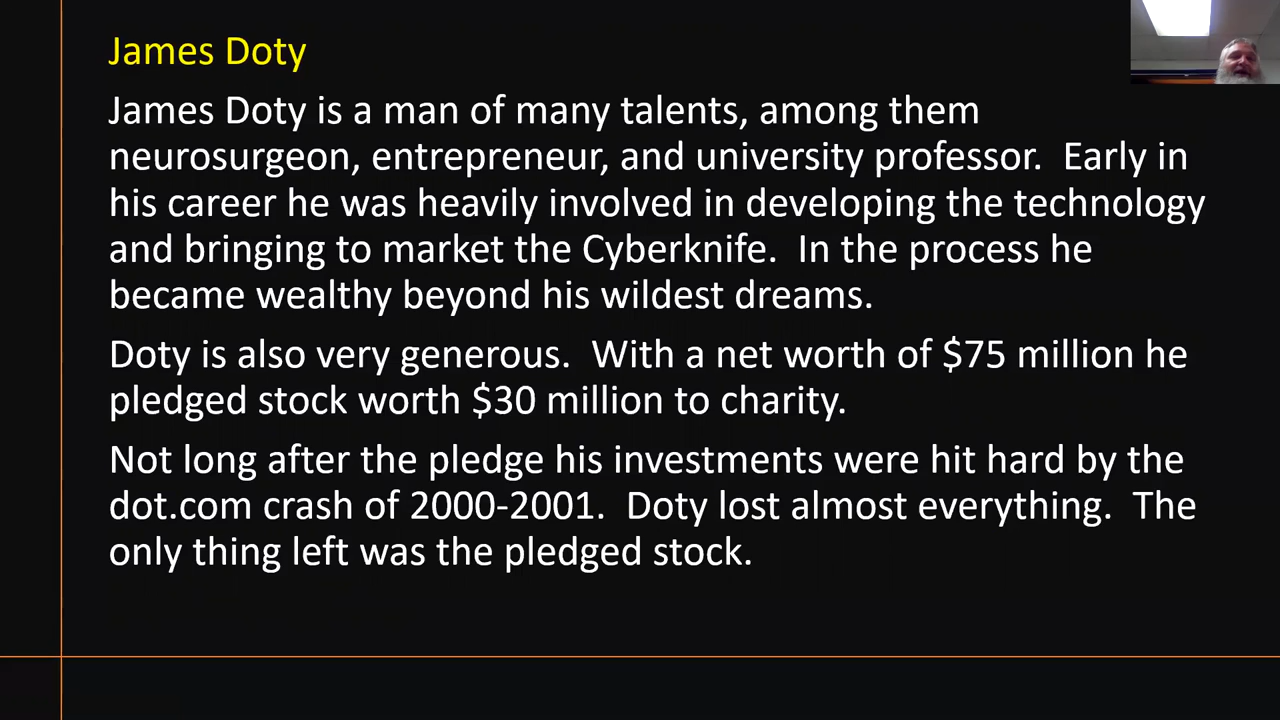 James Doty
James Doty is a man of many talents, among them
neurosurgeon, entrepreneur, and university professor.  Early in
his career he was heavily involved in developing the technology
and bringing to market the Cyberknife.  In the process he
became wealthy beyond his wildest dreams.
Doty is also very generous.  With a net worth of $75 million he
pledged stock worth $30 million to charity.
Not long after the pledge his investments were hit hard by the
dot.com crash of 2000-2001.  Doty lost almost everything.  The
only thing left was the pledged stock.